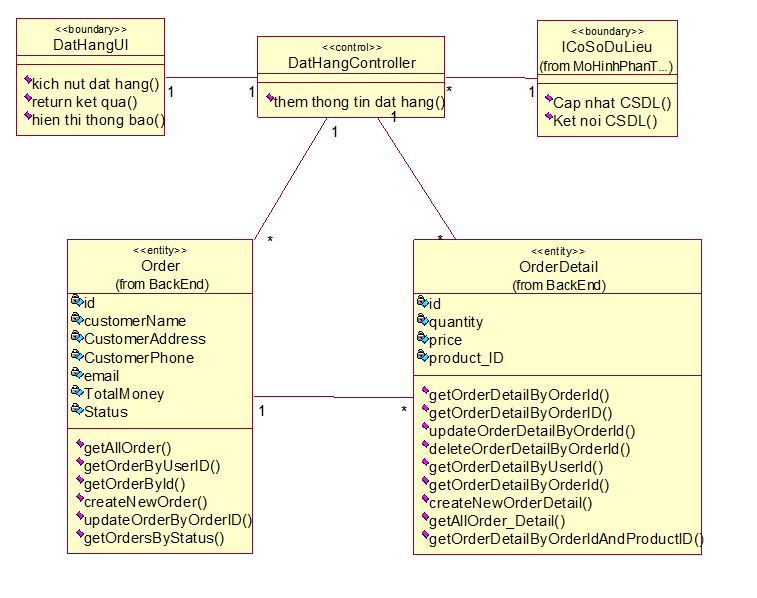 <<boundary>>
DatHangUI
kich nut dat hang()
return ket qua()
hien thi thong bao()
1
1
<<control>>
DatHangController
them thong tin dat hang()
*
1
<<boundary>>
ICoSoDuLieu
(from MoHinhPhanT...)
Cap nhat CSDL()
Ket noi CSDL()
1
1
*
*
<<entity>>
Order
(from BackEnd)
id
customerName
CustomerAddress
CustomerPhone
email
TotalMoney
Status
getAllOrder()
getOrderByUserID()
getOrderById()
createNewOrder()
updateOrderByOrderID()
getOrdersByStatus()
1
*
<<entity>>
OrderDetail
(from BackEnd)
id
quantity
price
product_ID
getOrderDetailByOrderId()
getOrderDetailByOrderID()
updateOrderDetailByOrderId()
deleteOrderDetailByOrderId()
getOrderDetailByUserId()
getOrderDetailByOrderId()
createNewOrderDetail()
getAllOrder_Detail()
getOrderDetailByOrderIdAndProductID()